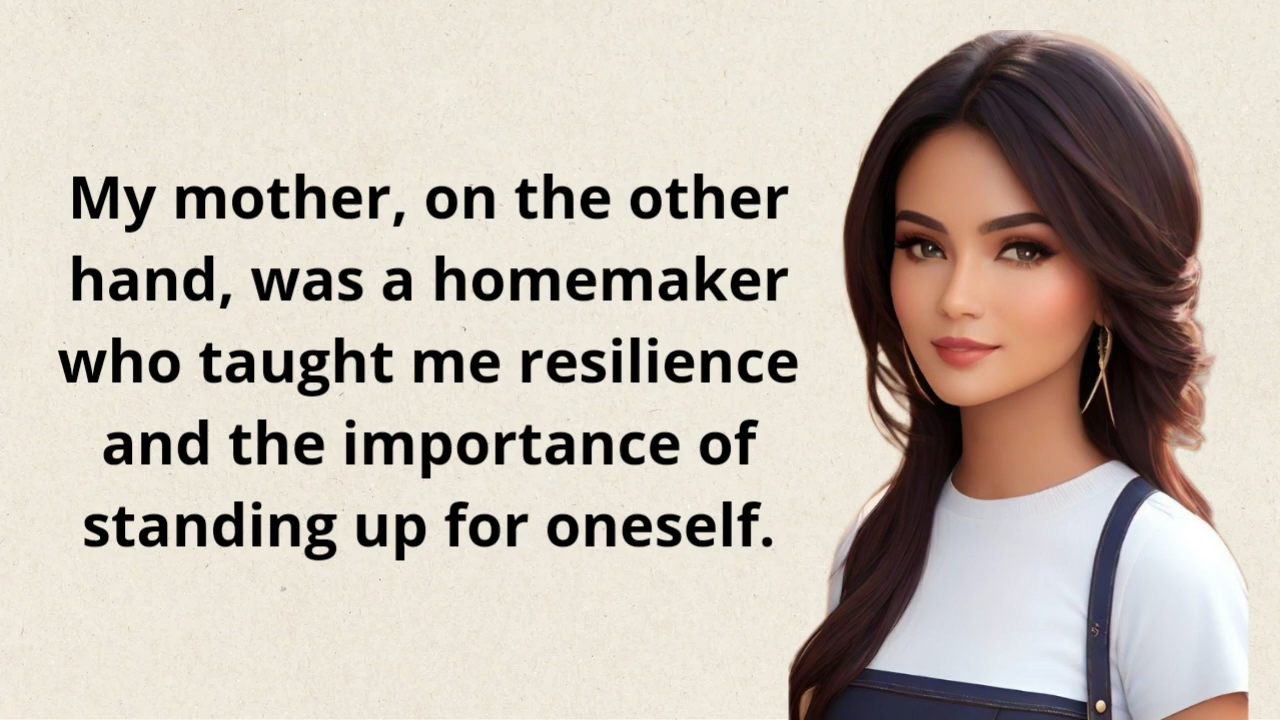 My mother, on the other
hand, was a homemaker
who taught me resilience
and the importance of
standing up for oneself.